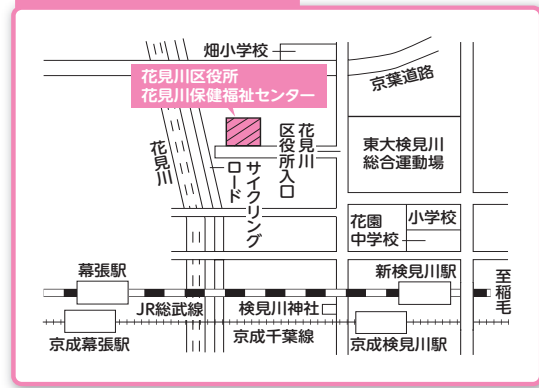 畑小学校
京葉道路
花見川区役所
花見川保健福祉センター
花見川
サイクリング
ロード
花見川
区役所入口
東大検見川
総合運動場
花園
中学校
小学校
幕張駅
新検見川駅
至稲毛
JR総武線
検見川神社
京成幕張駅
京成千葉線
京成検見川駅